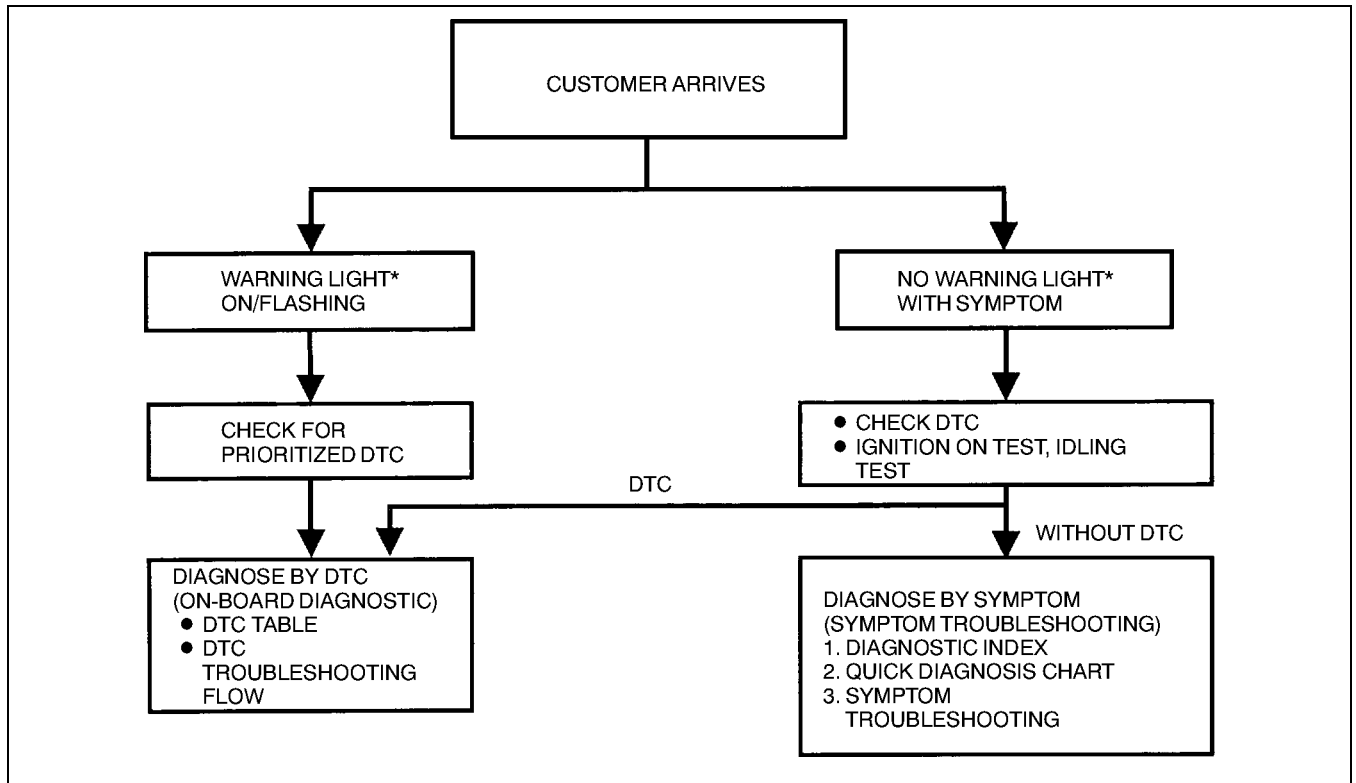 CUSTOMER ARRIVES
WARNING LIGHT*
ON/FLASHING
NO WARNING LIGHT*
WITH SYMPTOM
CHECK FOR
PRIORITIZED DTC
● CHECK DTC
● IGNITION ON TEST, IDLING
TEST
DTC
WITHOUT DTC
DIAGNOSE BY DTC
(ON-BOARD DIAGNOSTIC)
● DTC TABLE
● DTC
TROUBLESHOOTING
FLOW
DIAGNOSE BY SYMPTOM
(SYMPTOM TROUBLESHOOTING)
1. DIAGNOSTIC INDEX
2. QUICK DIAGNOSIS CHART
3. SYMPTOM
TROUBLESHOOTING